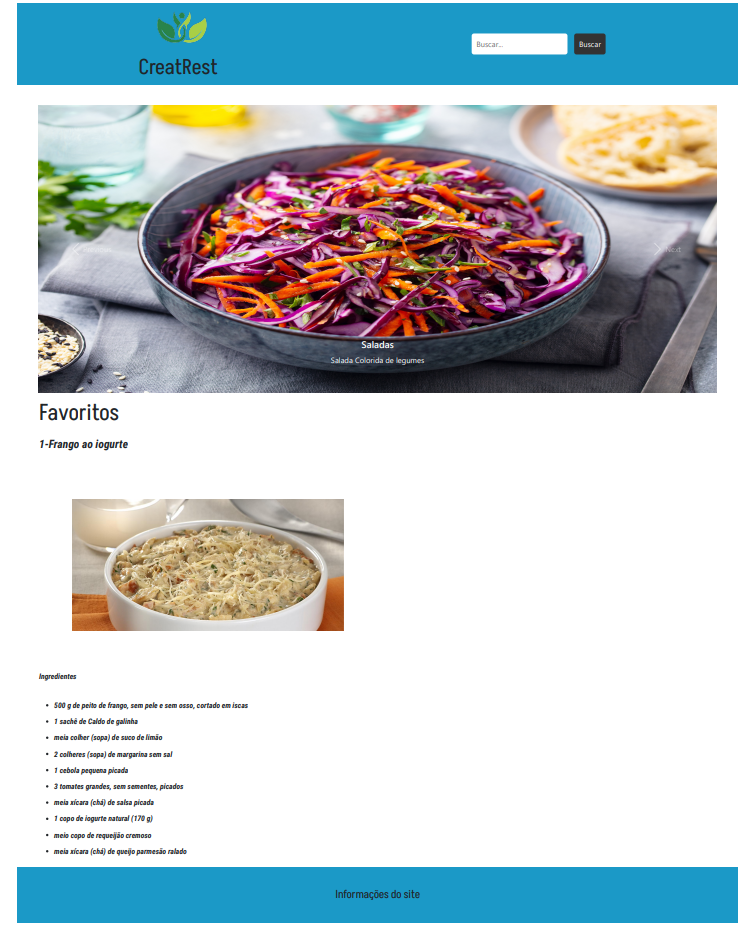 CreatRest
Buscar...
Buscar
Next
Saladas
Salada Colorida de legumes
Favoritos
1-Frango ao iogurte
Ingredientes
• 500 g de peito de frango, sem pele e sem osso, cortado em iscas
• 1 sachê de Caldo de galinha
• meia colher (sopa) de suco de limão
• 2 colheres (sopa) de margarina sem sal
• 1 cebola pequena picada
• 3 tomates grandes, sem sementes, picados
• meia xícara (chá) de salsa picada
• 1 copo de iogurte natural (170 g)
• meio copo de requeijão cremoso
• meia xícara (chá) de queijo parmesão ralado
Informações do site